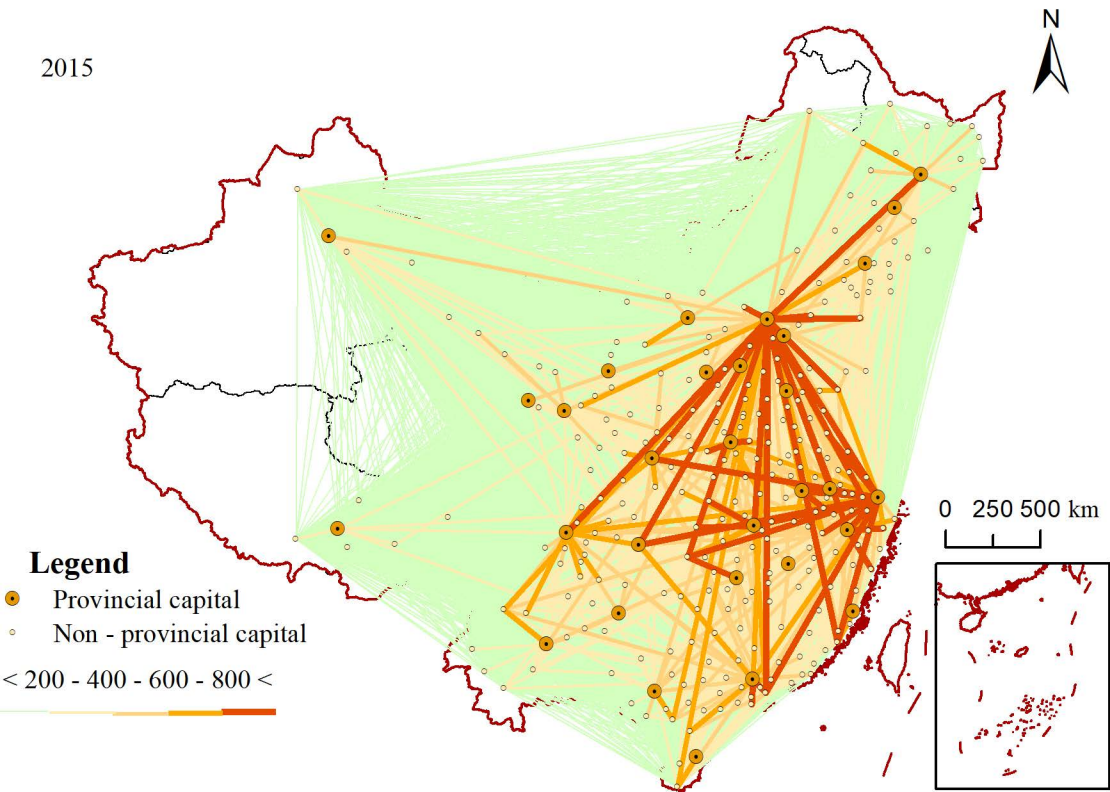 N
2015
0 250 500 km
Legend
Provincial capital
Non - provincial capital
< 200 - 400 - 600 - 800 <